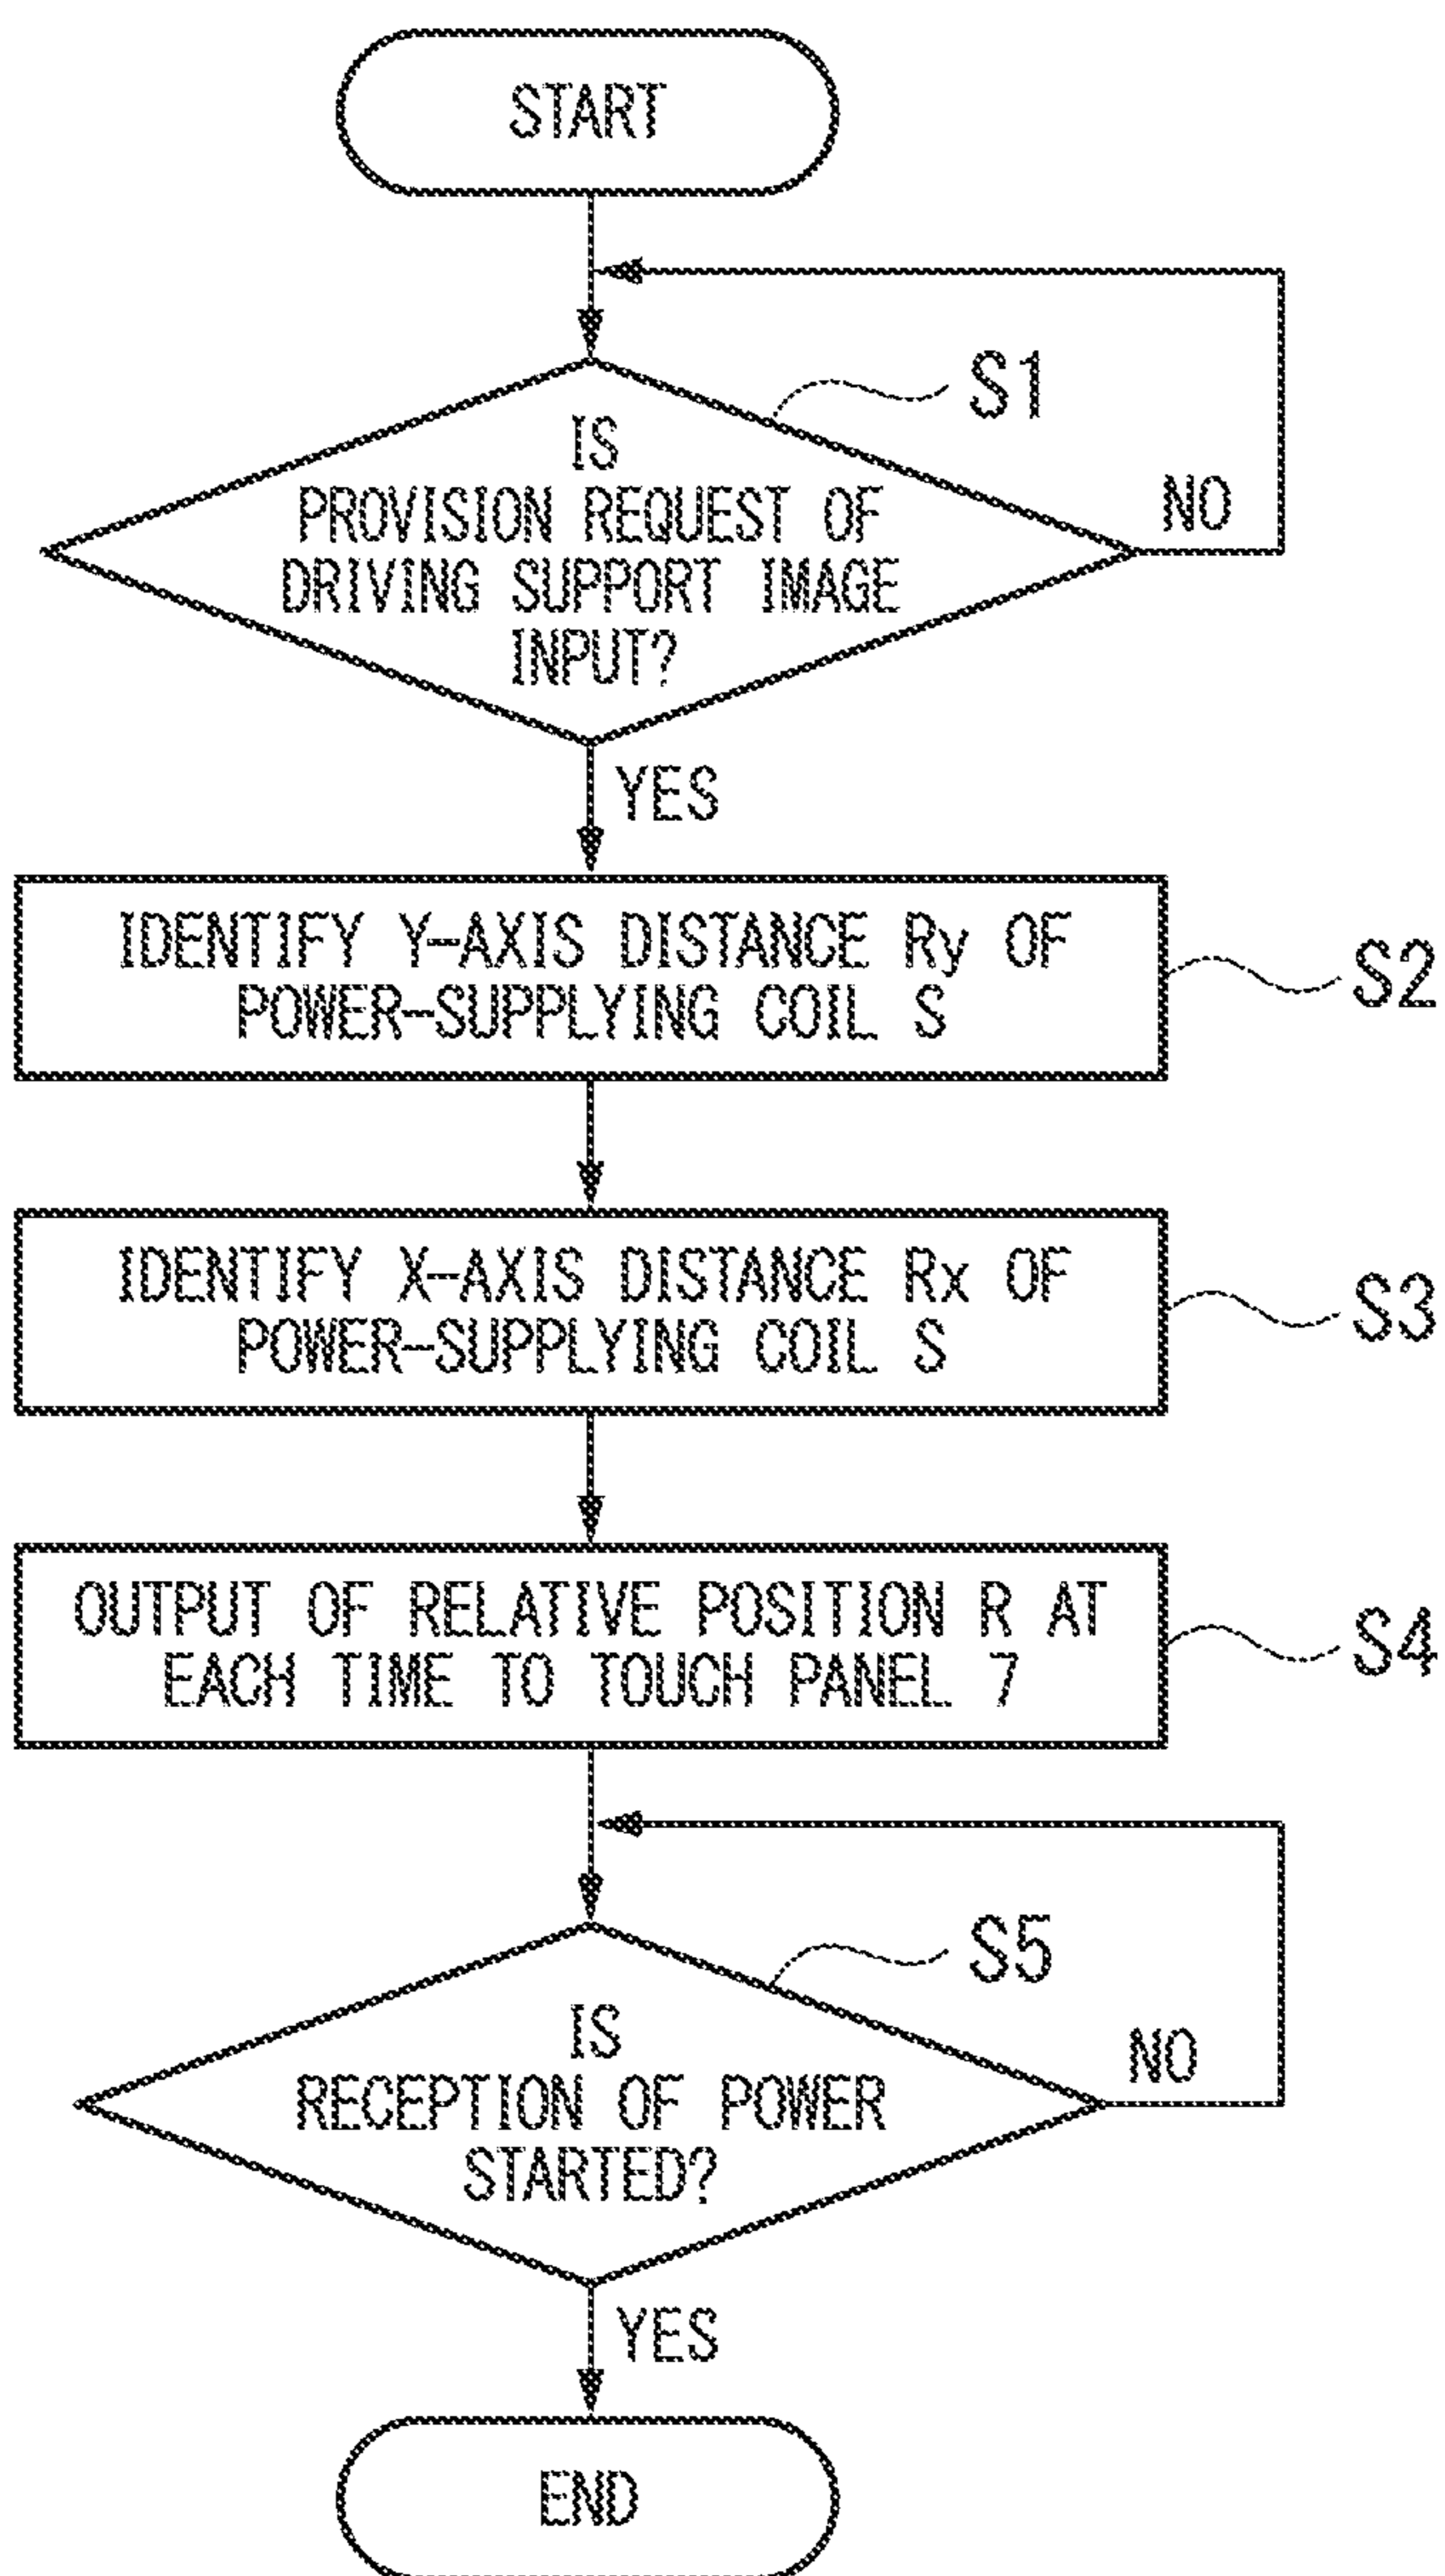 START
S1
IS
PROVISION REQUEST OF
DRIVING SUPPORT IMAGE
INPUT?
NO
YES
IDENTIFY Y-AXIS DISTANCE Ry OF
POWER-SUPPLYING COIL S
S2
IDENTIFY X-AXIS DISTANCE Rx OF
POWER-SUPPLYING COIL S
S3
OUTPUT OF RELATIVE POSITION R AT
EACH TIME TO TOUCH PANEL 7
S4
S5
IS
RECEPTION OF POWER
STARTED?
NO
YES
END